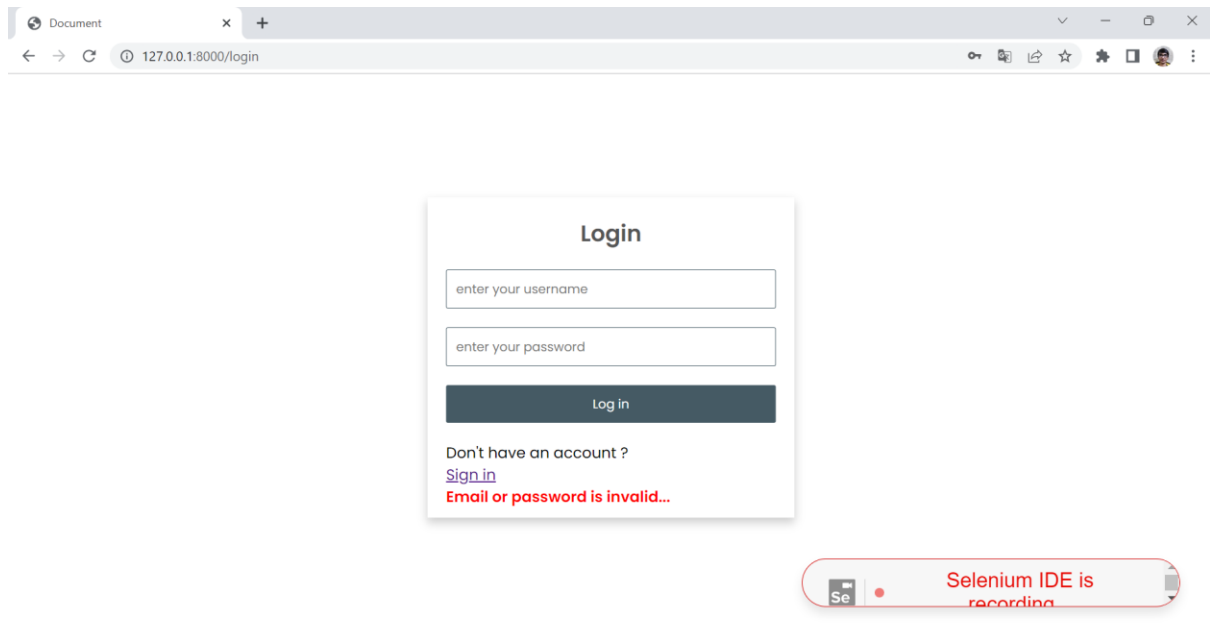 Document
127.0.0.1:8000/login
Login
enter your username
enter your password
Log in
Don't have an account ?
Sign in
Email or password is invalid...
Selenium IDE is
Se
recording